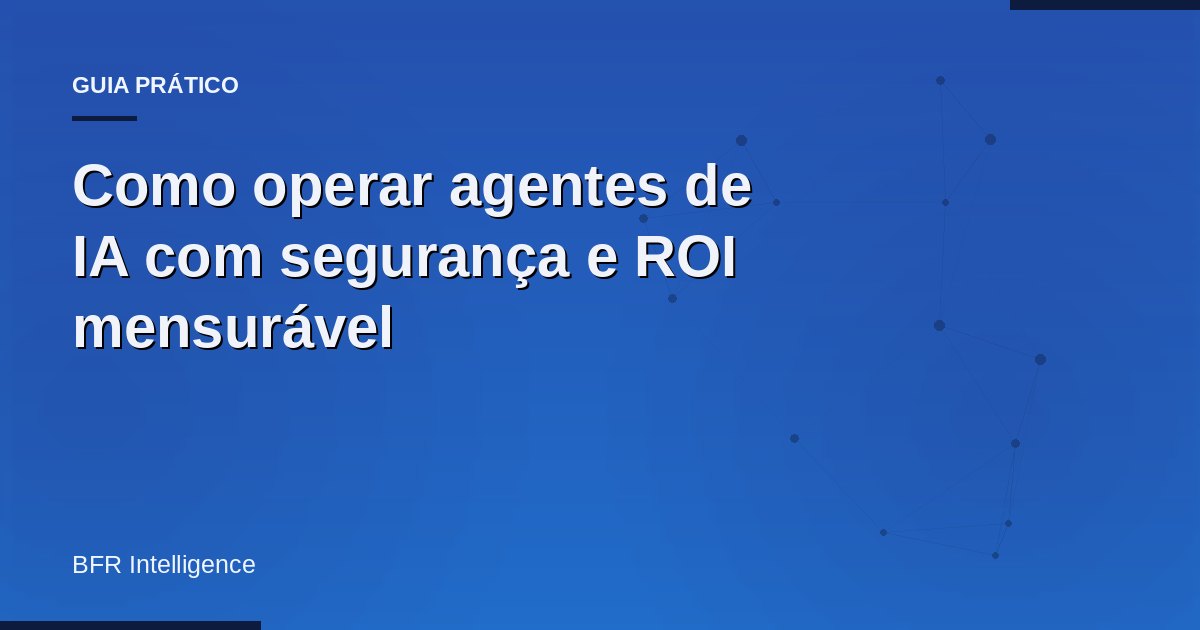 GUIA PRÁTICO
Como operar agentes de
IA com segurança e ROI
mensurável
BFR Intelligence